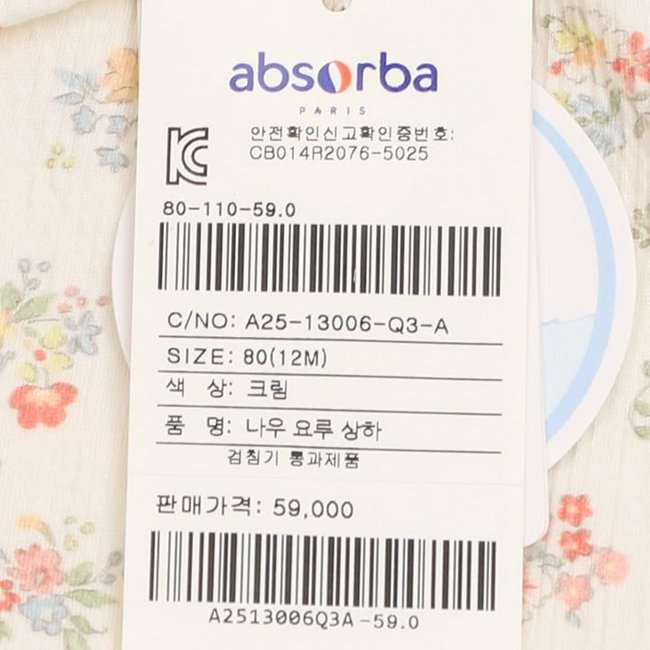 absorba
PARIS
안전확인신고확인증번호:
CB014R2076-5025
80-110-59.0
C/NO: A25-13006-Q3-A
SIZE: 80(12M)
색 상: 크림
품 명: 나우 요루 상하
검침기 통과제품
판매가격: 59,000
A2513006Q3A-59.0